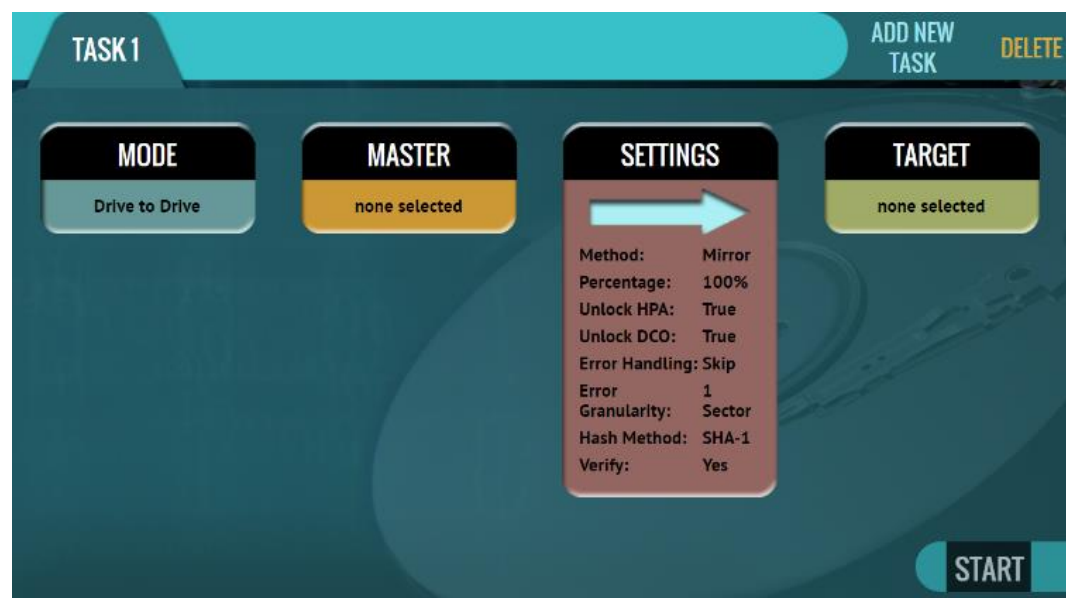 TASK 1
ADD NEW
TASK
DELETE
MODE
Drive to Drive
MASTER
none selected
SETTINGS
Method: Mirror
Percentage: 100%
Unlock HPA: True
Unlock DCO: True
Error Handling: Skip
Error 1
Granularity: Sector
Hash Method: SHA-1
Verify: Yes
TARGET
none selected
START